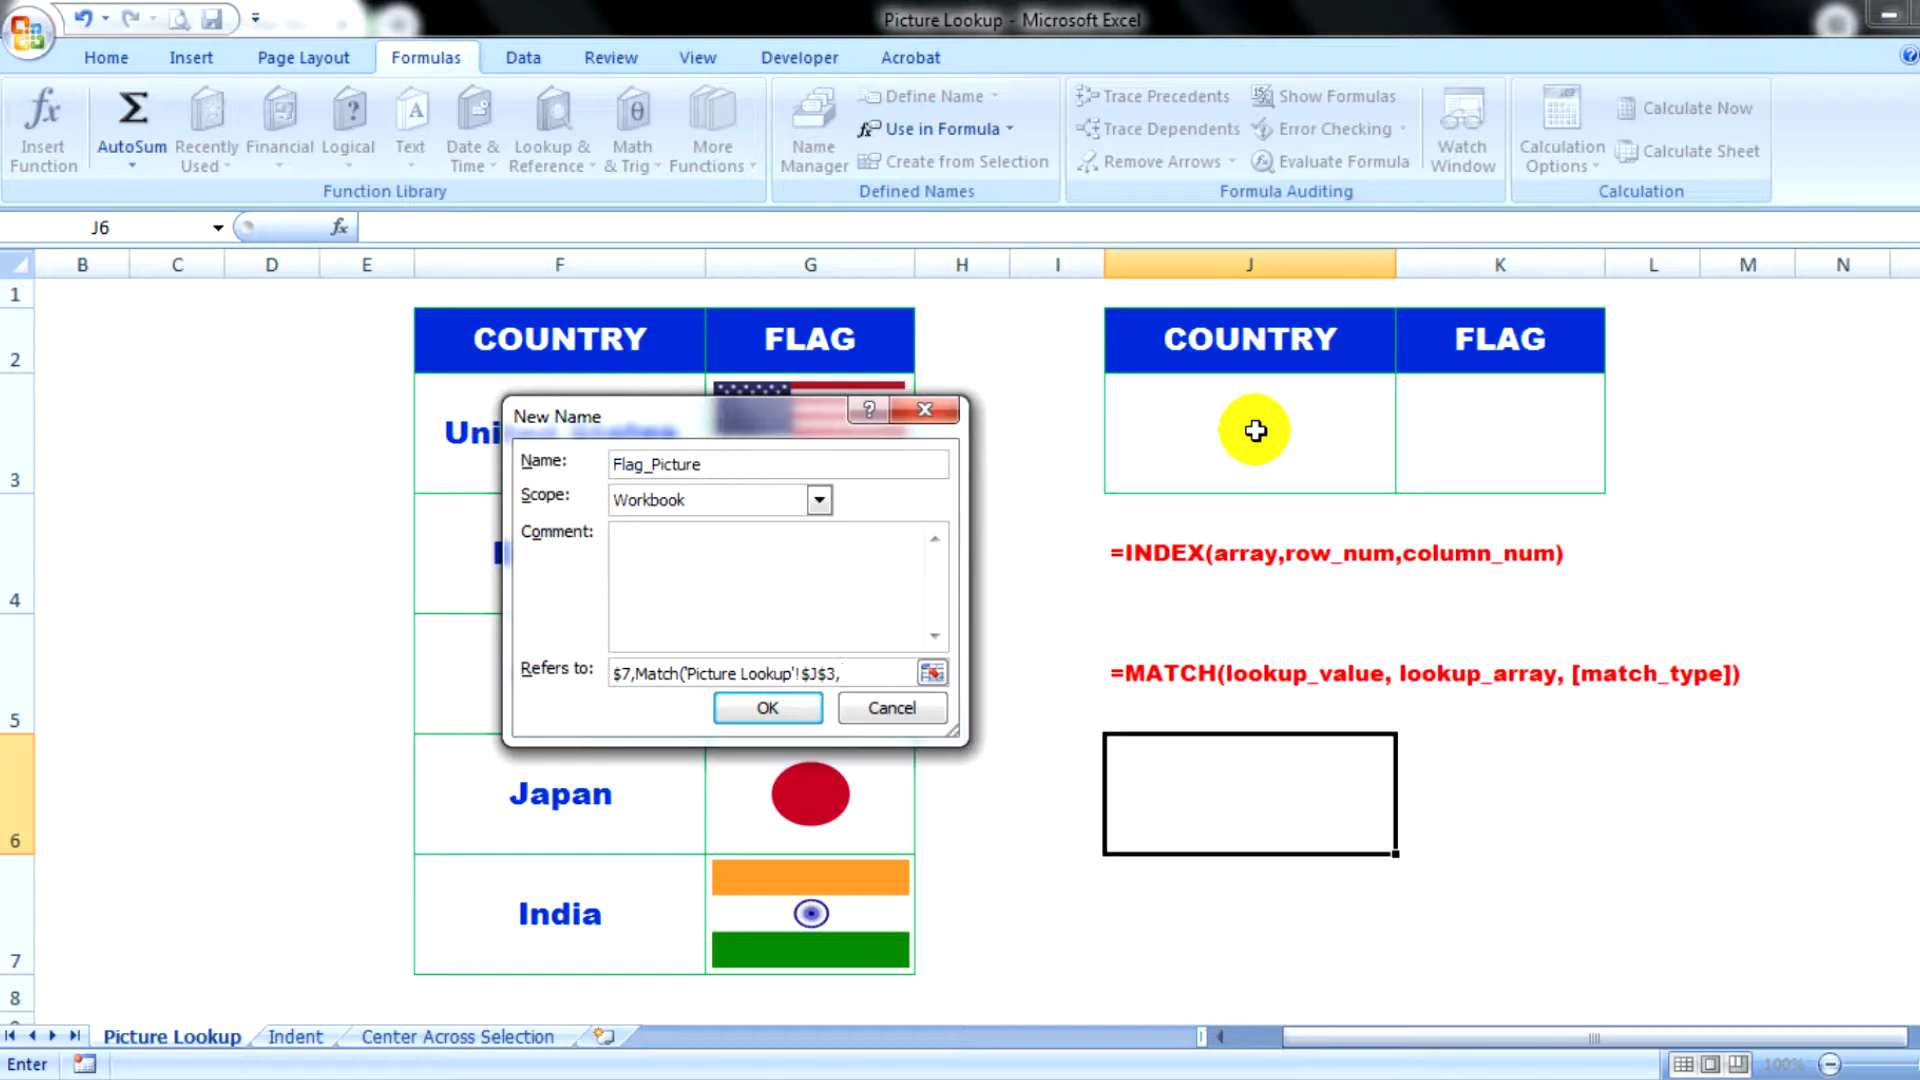 Picture Lookup - Microsoft Excel
Home Insert Page Layout Formulas Data Review View Developer Acrobat
fx Σ ? A θ
Insert Function
AutoSum
Recently Used
Financial
Logical
Text
Date & Time
Lookup & Reference
Math & Trig
More Functions
Function Library
Name Manager
Define Name
Use in Formula
Create from Selection
Defined Names
Trace Precedents
Trace Dependents
Remove Arrows
Show Formulas
Error Checking
Evaluate Formula
Watch Window
Formula Auditing
Calculation Options
Calculate Now
Calculate Sheet
Calculation
J6 fx
B C D E F G H I J K L M N
1
2 COUNTRY FLAG COUNTRY FLAG
3
New Name ?
Name: Flag_Picture
Scope: Workbook
Comment:
Refers to: $7,Match('Picture Lookup'!$J$3,
OK Cancel
=INDEX(array,row_num,column_num)
4
=MATCH(lookup_value, lookup_array, [match_type])
5
Japan
6
India
7
8
Picture Lookup Indent Center Across Selection
Enter 100%